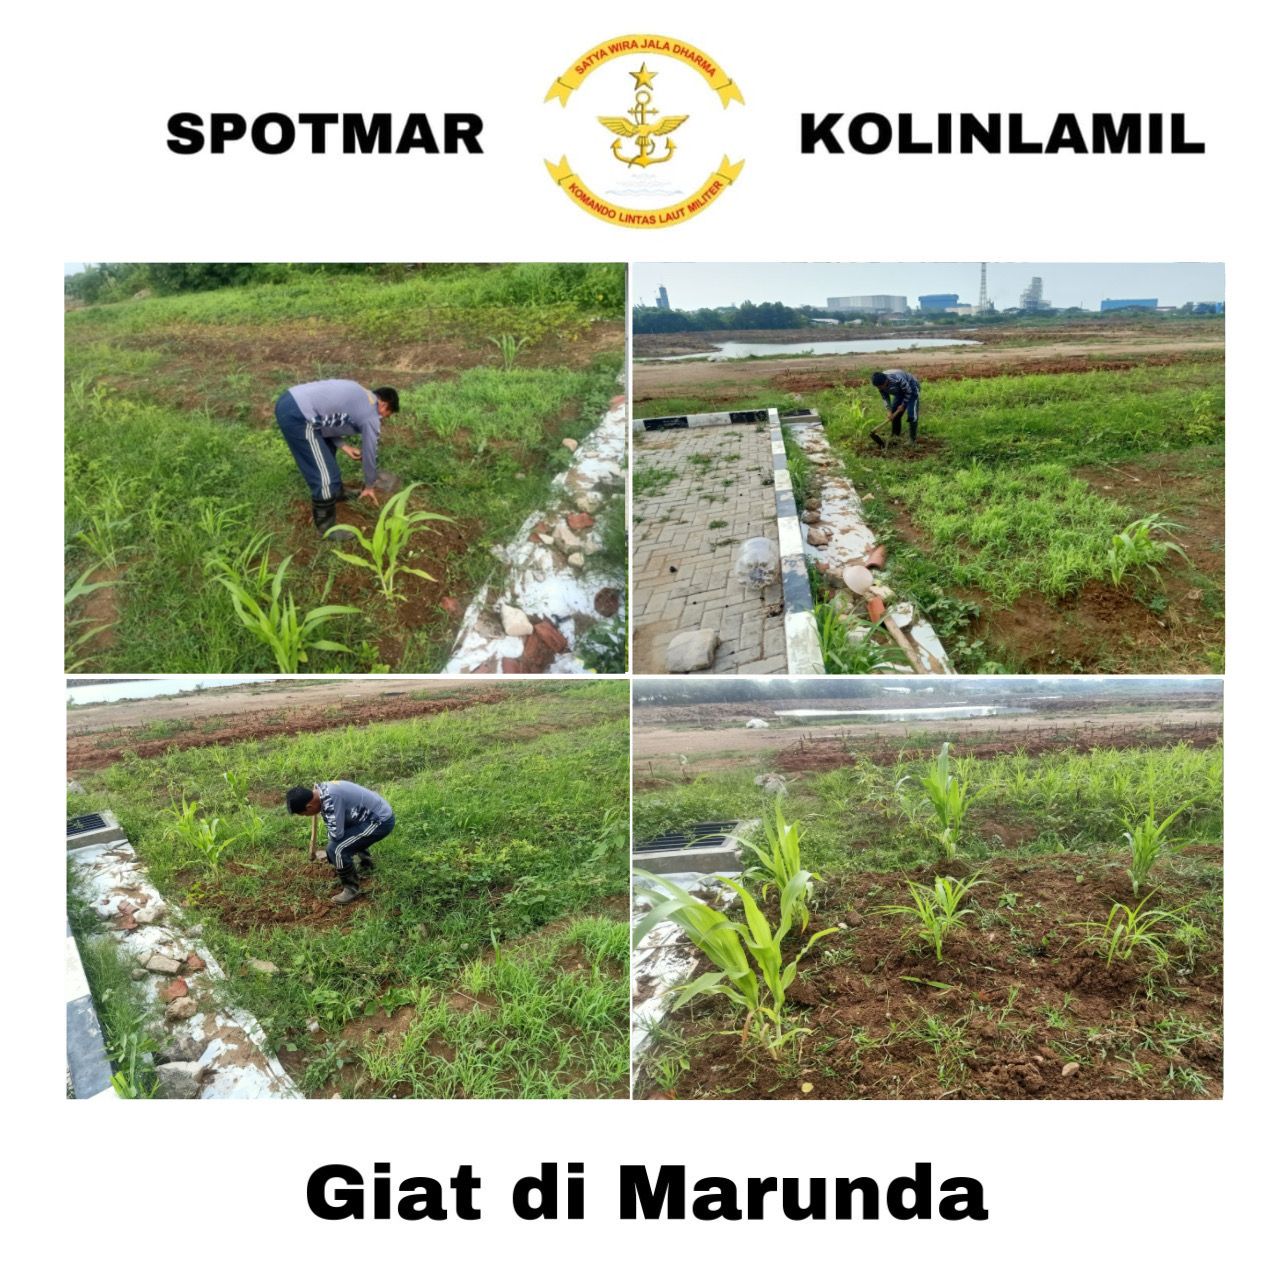 SPOTMAR
SATYA WIRA JALA DHARMA
KOMANDO LINTAS LAUT MILITER
KOLINLAMIL
Giat di Marunda